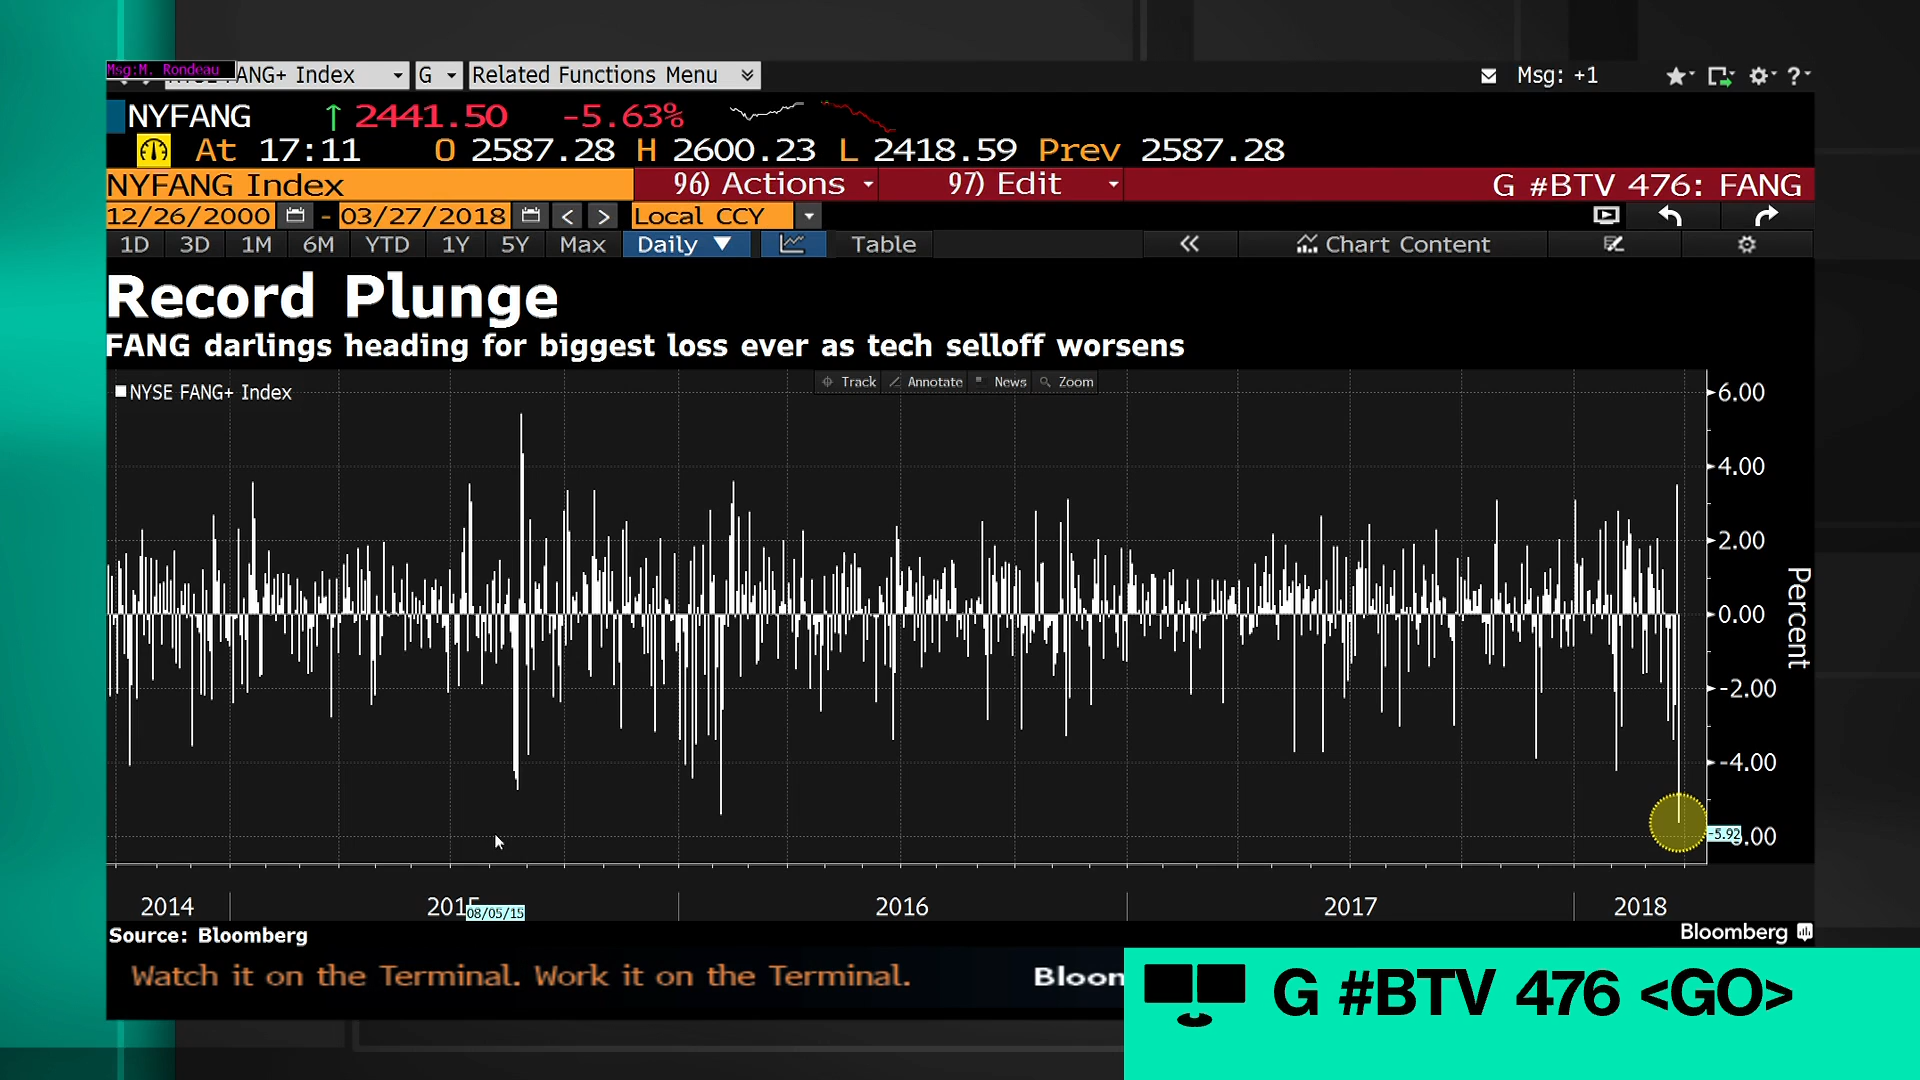 Msg:M. Rondeau
FANG+ Index G Related Functions Menu Msg: +1 ?
NYFANG ↑ 2441.50 -5.63%
At 17:11 O 2587.28 H 2600.23 L 2418.59 Prev 2587.28
NYFANG Index 96) Actions 97) Edit G #BTV 476: FANG
12/26/2000 - 03/27/2018 < > Local CCY
1D 3D 1M 6M YTD 1Y 5Y Max Daily ▼ Table « Chart Content
Record Plunge
FANG darlings heading for biggest loss ever as tech selloff worsens
Track Annotate News Zoom
NYSE FANG+ Index
6.00
4.00
2.00
0.00
-2.00
-4.00
-5.92
.00
Percent
2014 2015 2016 2017 2018
08/05/15
Source: Bloomberg
Bloomberg
Watch it on the Terminal. Work it on the Terminal. Bloom
G #BTV 476 <GO>